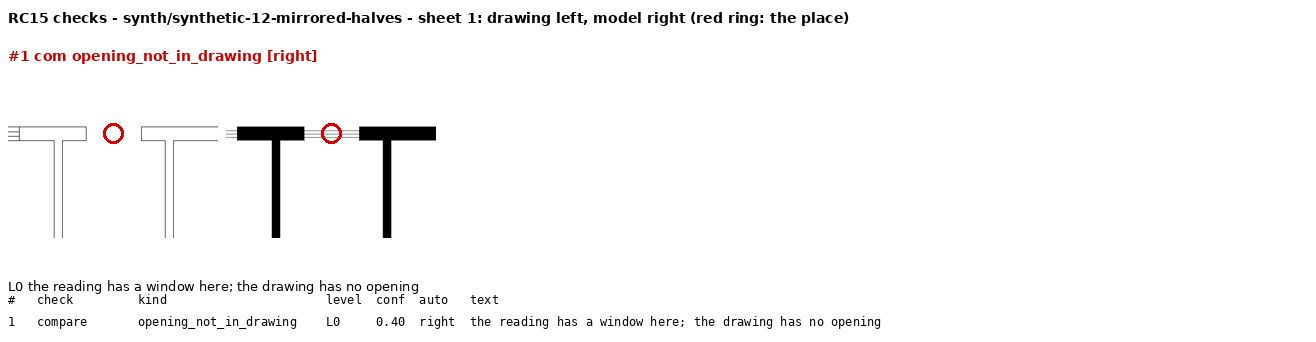 RC15 checks - synth/synthetic-12-mirrored-halves - sheet 1: drawing left, model right (red ring: the place)
#1 com opening_not_in_drawing [right]
L0 the reading has a window here; the drawing has no opening
# check kind level conf auto text
1 compare opening_not_in_drawing L0 0.40 right the reading has a window here; the drawing has no opening